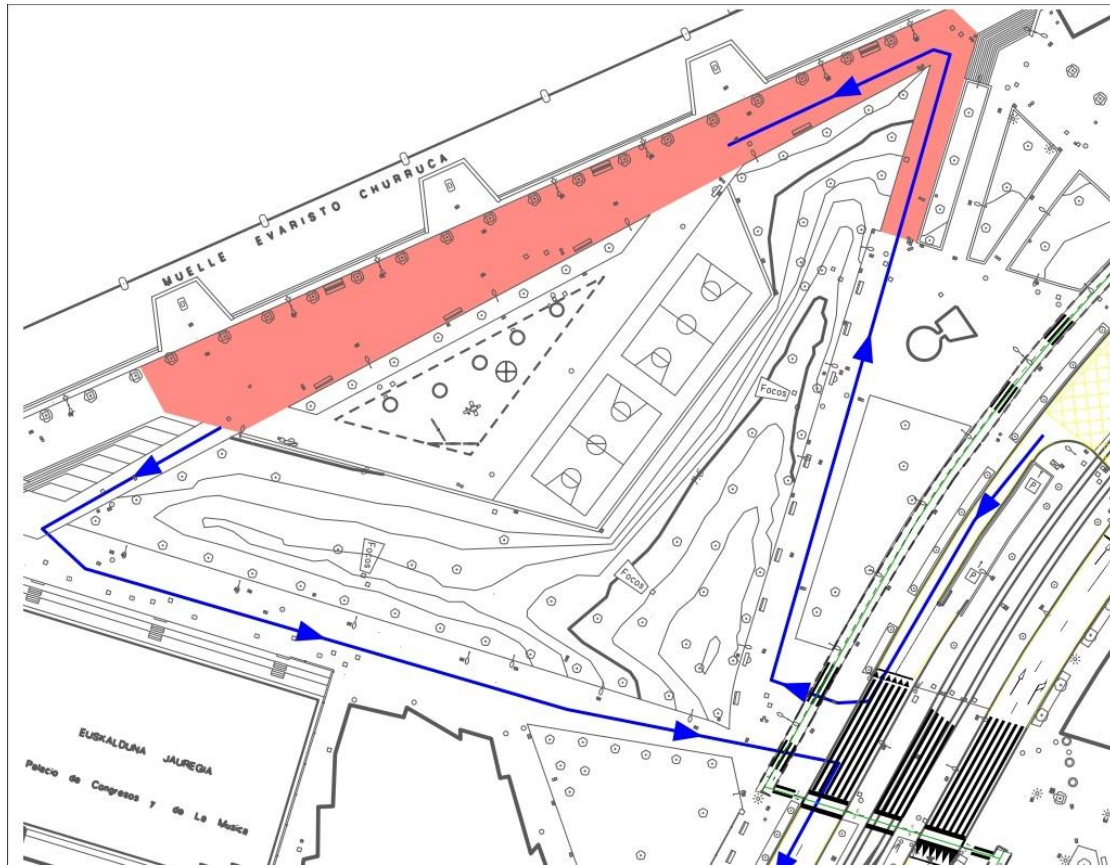 MUELLE EVARISTO CHURRUCA
Focos
Focos
Focos
P
P
EUSKALDUNA JAUREGIA
Palacio de Congresos y de La Musica